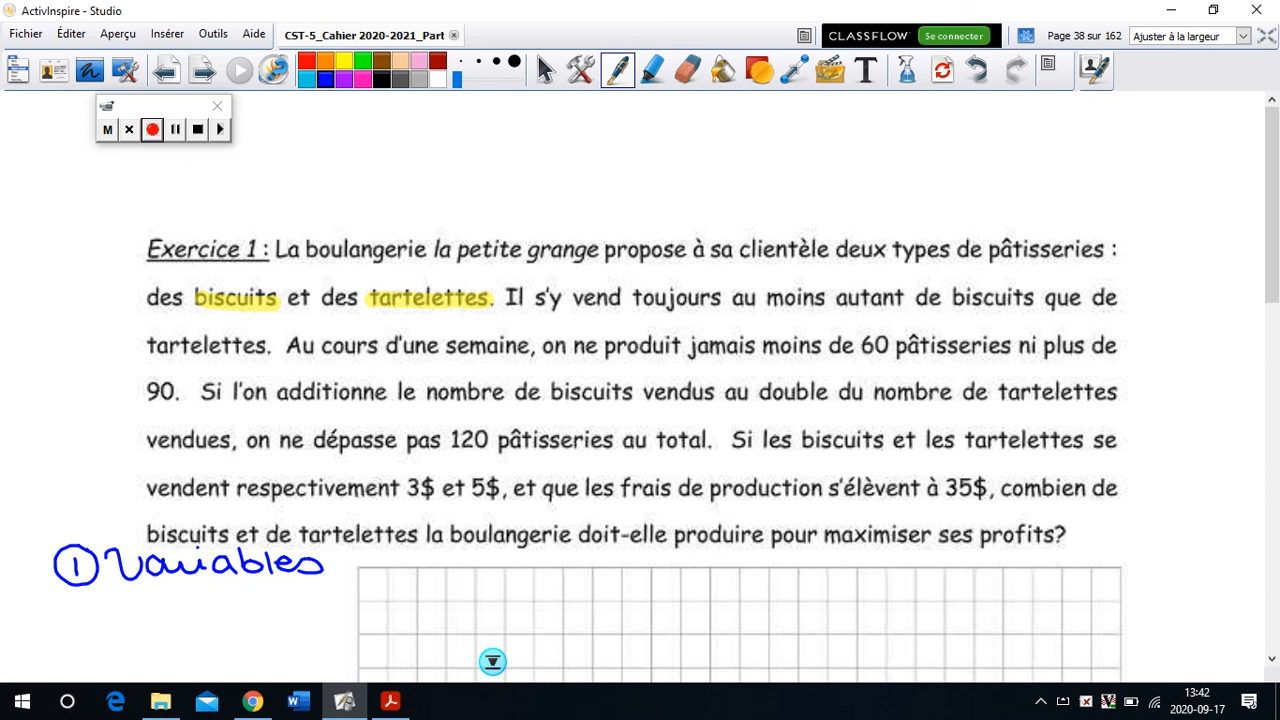 ActivInspire - Studio
Fichier Éditer Aperçu Insérer Outils Aide
CST-5_Cahier 2020-2021_Part
CLASSFLOW Se connecter
Page 38 sur 162
Ajuster à la largeur
M
Exercice 1 : La boulangerie la petite grange propose à sa clientèle deux types de pâtisseries :
des biscuits et des tartelettes. Il s'y vend toujours au moins autant de biscuits que de
tartelettes. Au cours d'une semaine, on ne produit jamais moins de 60 pâtisseries ni plus de
90. Si l'on additionne le nombre de biscuits vendus au double du nombre de tartelettes
vendues, on ne dépasse pas 120 pâtisseries au total. Si les biscuits et les tartelettes se
vendent respectivement 3$ et 5$, et que les frais de production s'élèvent à 35$, combien de
biscuits et de tartelettes la boulangerie doit-elle produire pour maximiser ses profits?
① Variables
13:42
2020-09-17